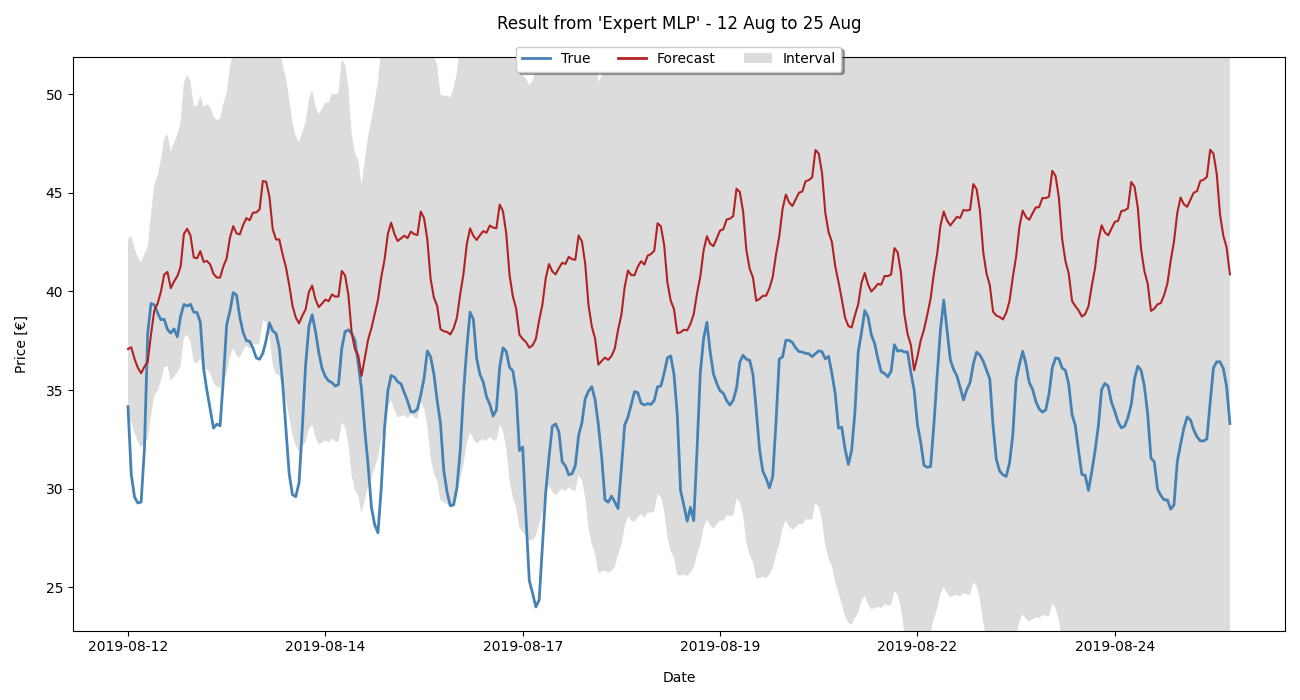 Result from 'Expert MLP' - 12 Aug to 25 Aug
True Forecast Interval
Price [€]
50
45
40
35
30
25
2019-08-12 2019-08-14 2019-08-17 2019-08-19 2019-08-22 2019-08-24
Date